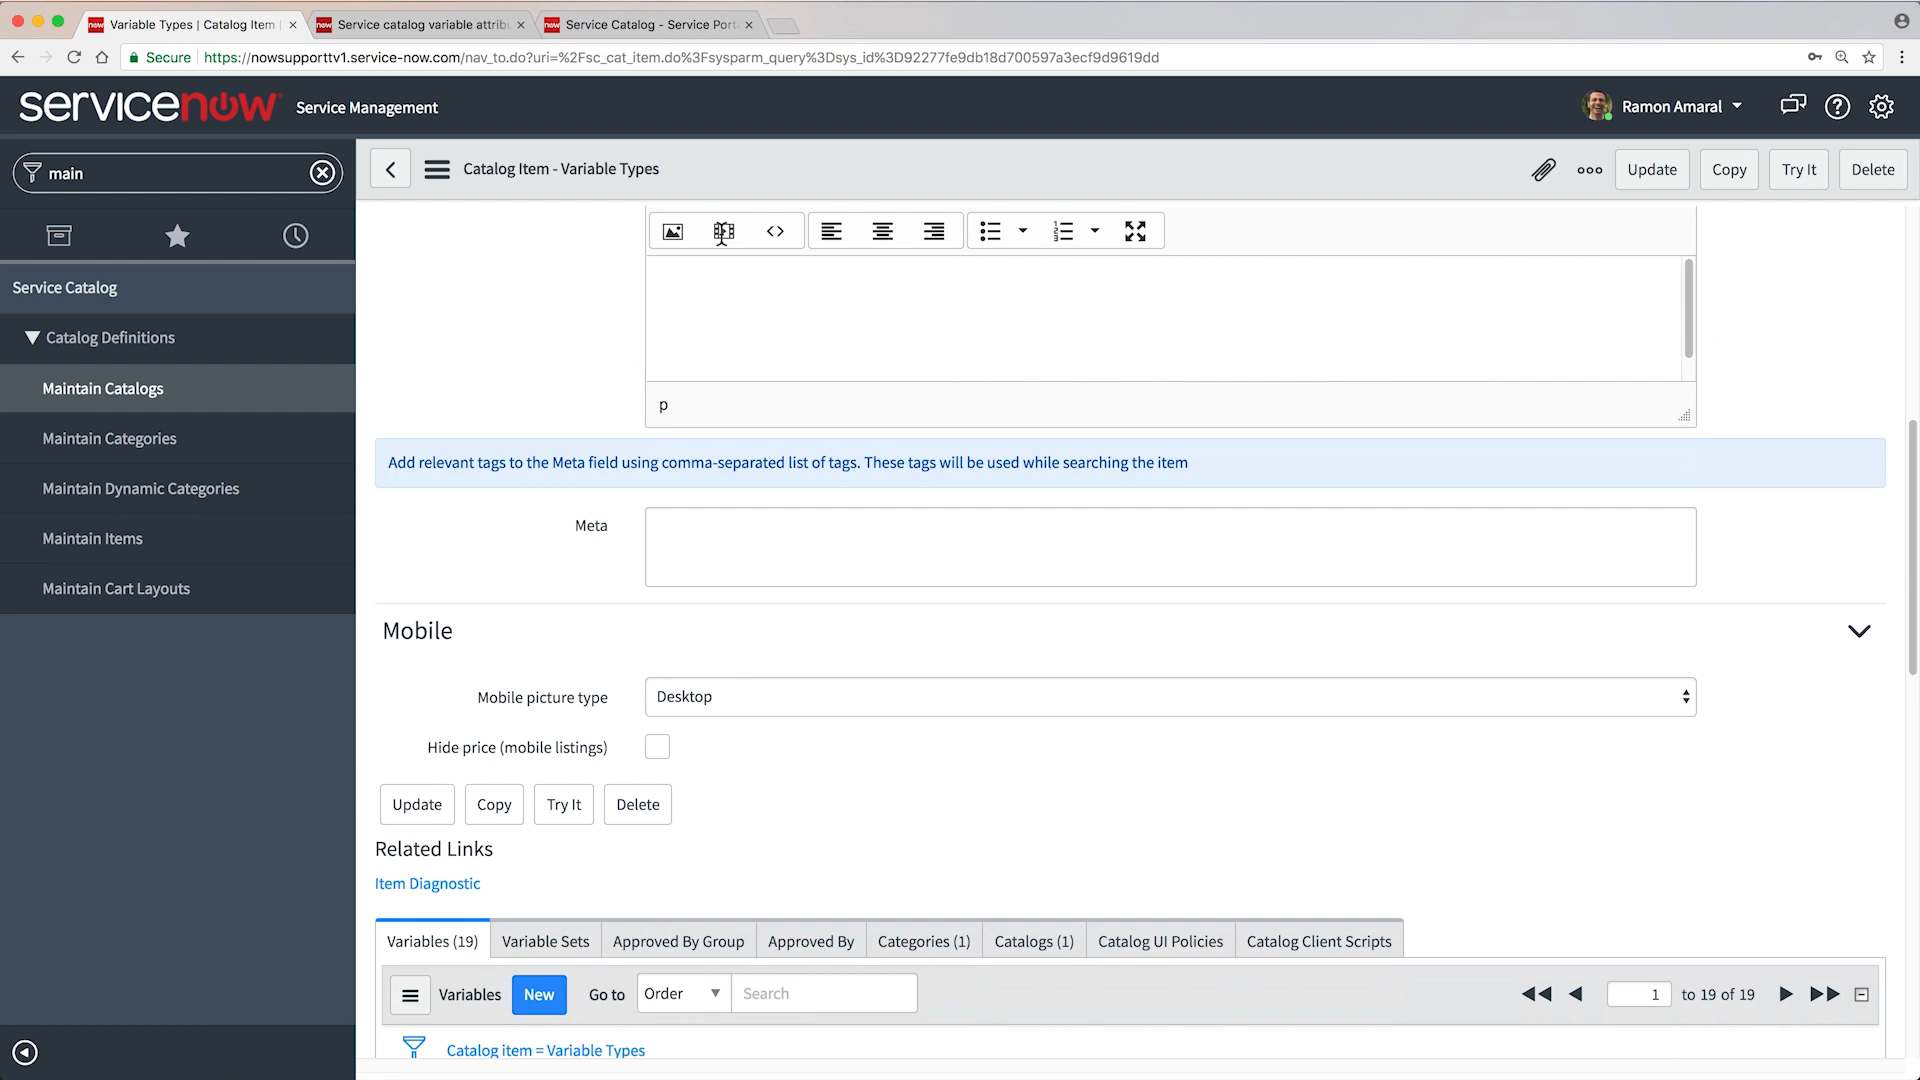 Variable Types | Catalog Item |
Service catalog variable attrib
Service Catalog - Service Port
Secure
https://nowsupporttv1.service-now.com/nav_to.do?uri=%2Fsc_cat_item.do%3Fsysparm_query%3Dsys_id%3D92277fe9db18d700597a3ecf9d9619dd
servicenow
Service Management
Ramon Amaral
main
Catalog Item - Variable Types
Update
Copy
Try It
Delete
Service Catalog
Catalog Definitions
Maintain Catalogs
Maintain Categories
Maintain Dynamic Categories
Maintain Items
Maintain Cart Layouts
p
Add relevant tags to the Meta field using comma-separated list of tags. These tags will be used while searching the item
Meta
Mobile
Mobile picture type
Desktop
Hide price (mobile listings)
Update
Copy
Try It
Delete
Related Links
Item Diagnostic
Variables (19)
Variable Sets
Approved By Group
Approved By
Categories (1)
Catalogs (1)
Catalog UI Policies
Catalog Client Scripts
Variables
New
Go to
Order
Search
1
to 19 of 19
Catalog item = Variable Types